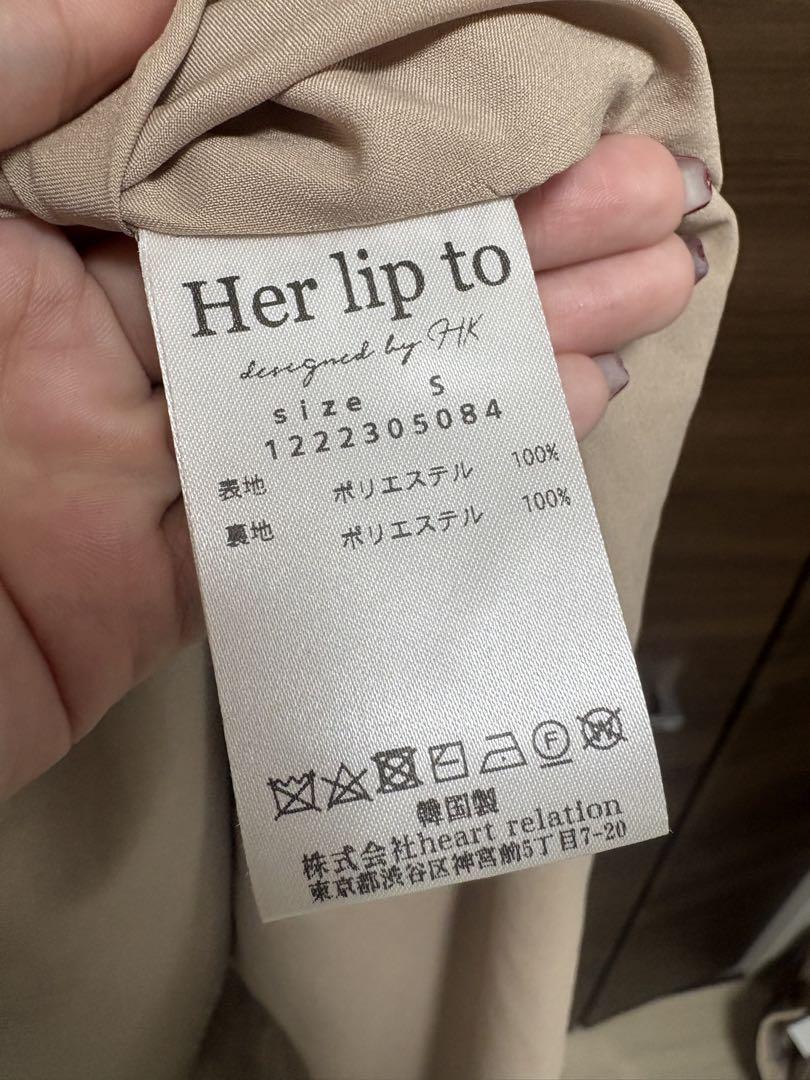 Her lip to
designed by HK
size S
1222305084
表地 ポリエステル 100%
裏地 ポリエステル 100%
F W
韓国製
株式会社heart relation
東京都渋谷区神宮前5丁目7-20